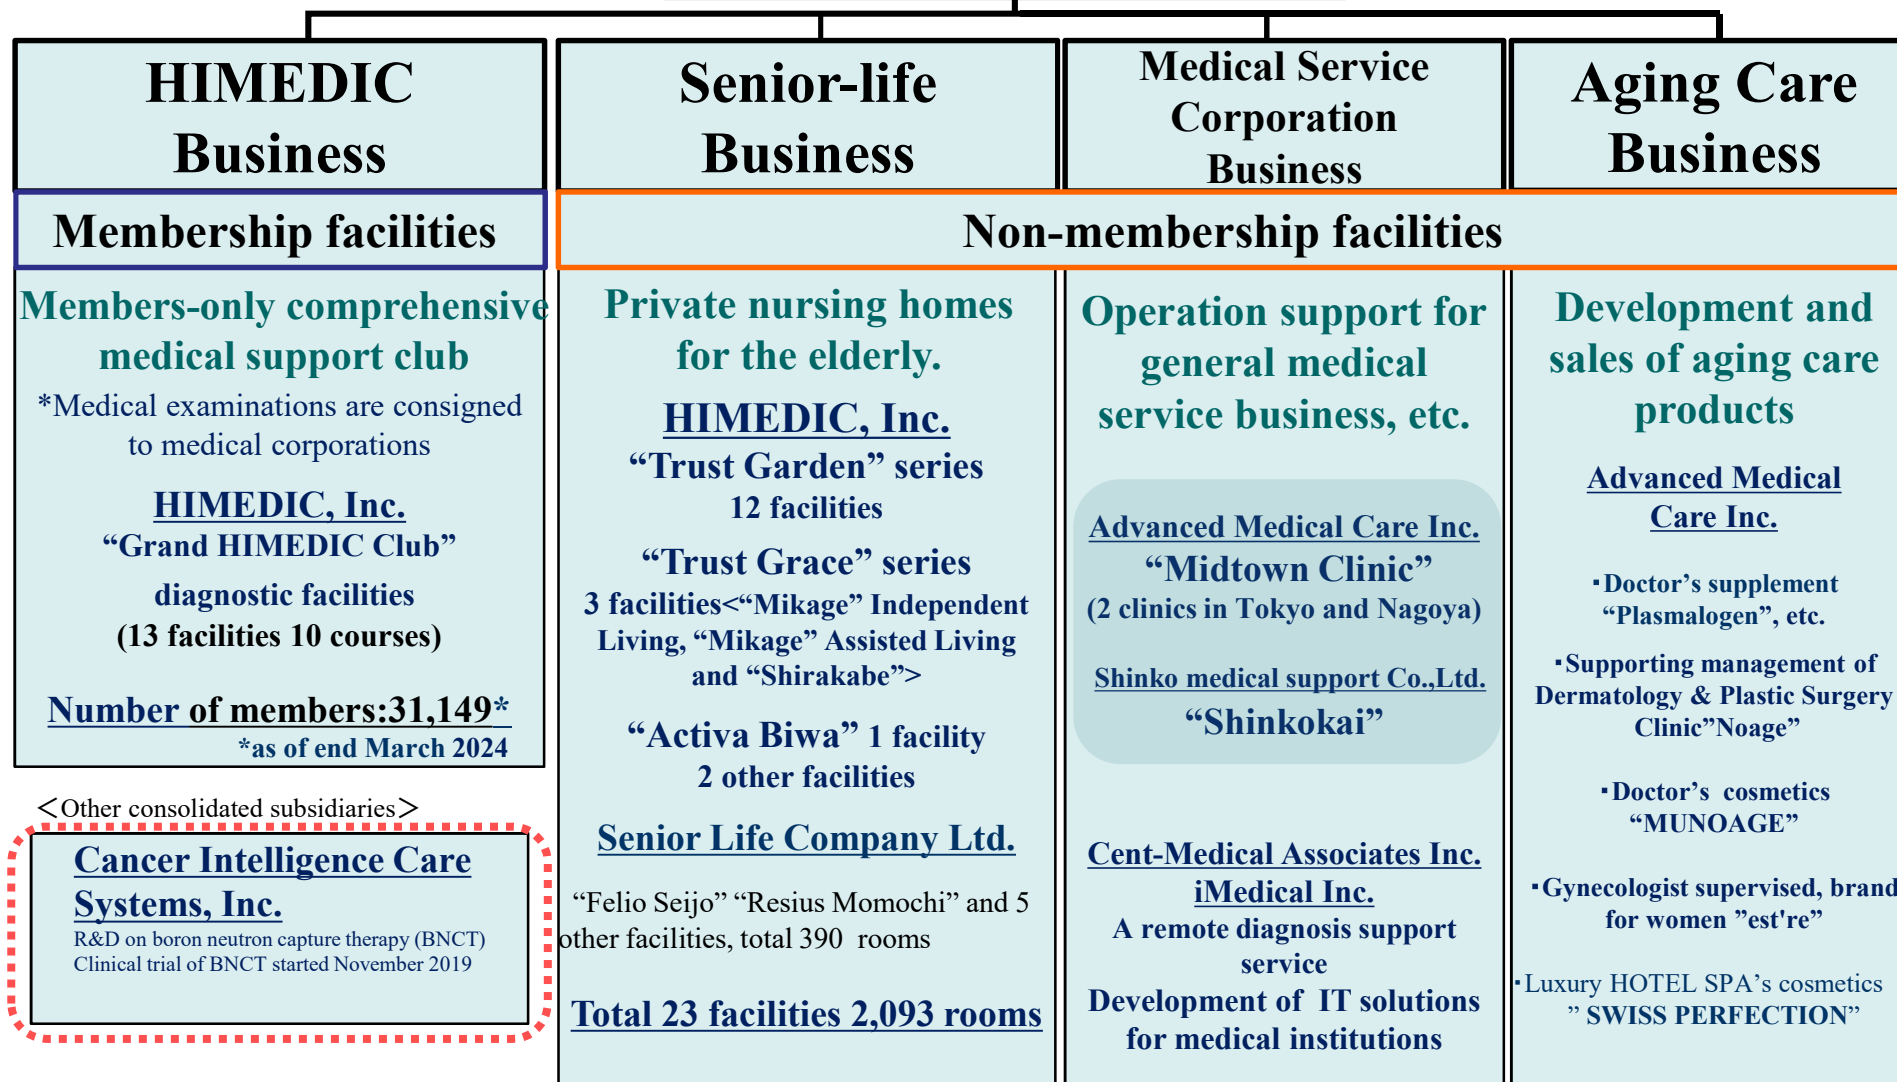 HIMEDIC
Business
Membership facilities
Members-only comprehensive
medical support club
*Medical examinations are consigned
to medical corporations
HIMEDIC, Inc.
“Grand HIMEDIC Club”
diagnostic facilities
(13 facilities 10 courses)
Number of members:31,149*
*as of end March 2024
＜Other consolidated subsidiaries＞
Cancer Intelligence Care
Systems, Inc.
R&D on boron neutron capture therapy (BNCT)
Clinical trial of BNCT started November 2019
Senior-life
Business
Non-membership facilities
Private nursing homes
for the elderly.
HIMEDIC, Inc.
“Trust Garden” series
12 facilities
“Trust Grace” series
3 facilities<“Mikage” Independent
Living, “Mikage” Assisted Living
and “Shirakabe”>
“Activa Biwa” 1 facility
2 other facilities
Senior Life Company Ltd.
“Felio Seijo” “Resius Momochi” and 5
other facilities, total 390 rooms
Total 23 facilities 2,093 rooms
Medical Service
Corporation
Business
Operation support for
general medical
service business, etc.
Advanced Medical Care Inc.
“Midtown Clinic”
(2 clinics in Tokyo and Nagoya)
Shinko medical support Co.,Ltd.
“Shinkokai”
Cent-Medical Associates Inc.
iMedical Inc.
A remote diagnosis support
service
Development of IT solutions
for medical institutions
Aging Care
Business
Development and
sales of aging care
products
Advanced Medical
Care Inc.
･Doctor’s supplement
“Plasmalogen”, etc.
･Supporting management of
Dermatology & Plastic Surgery
Clinic”Noage”
･Doctor’s cosmetics
“MUNOAGE”
･Gynecologist supervised, brand
for women ”est're”
･Luxury HOTEL SPA’s cosmetics
” SWISS PERFECTION”